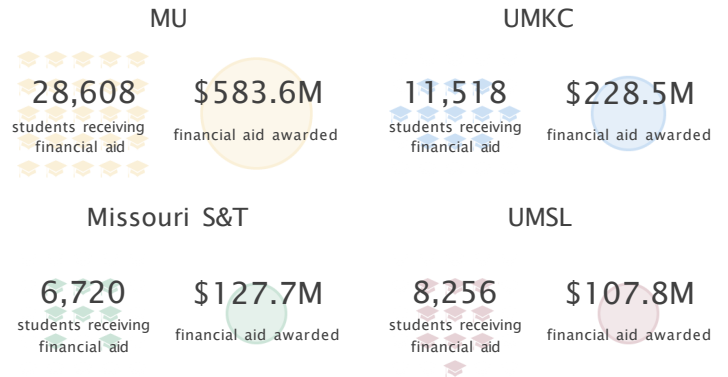 MU
28,608
students receiving
financial aid
$583.6M
financial aid awarded
UMKC
11,518
students receiving
financial aid
$228.5M
financial aid awarded
Missouri S&T
6,720
students receiving
financial aid
$127.7M
financial aid awarded
UMSL
8,256
students receiving
financial aid
$107.8M
financial aid awarded